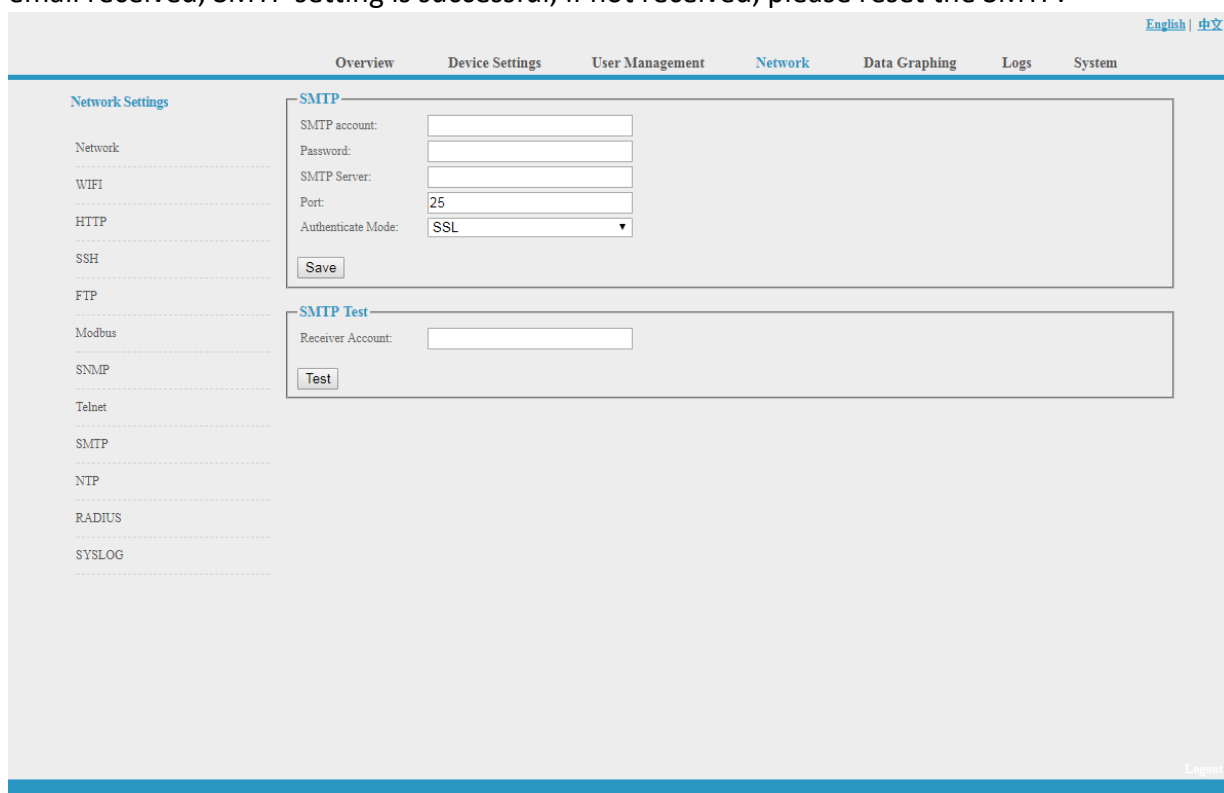 email received, SMTP setting is successful; if not received, please reset the SMTP.
English | 中文
Overview Device Settings User Management Network Data Graphing Logs System
Network Settings
Network
WIFI
HTTP
SSH
FTP
Modbus
SNMP
Telnet
SMTP
NTP
RADIUS
SYSLOG
SMTP
SMTP account:
Password:
SMTP Server:
Port: 25
Authenticate Mode: SSL
Save
SMTP Test
Receiver Account:
Test
Logout